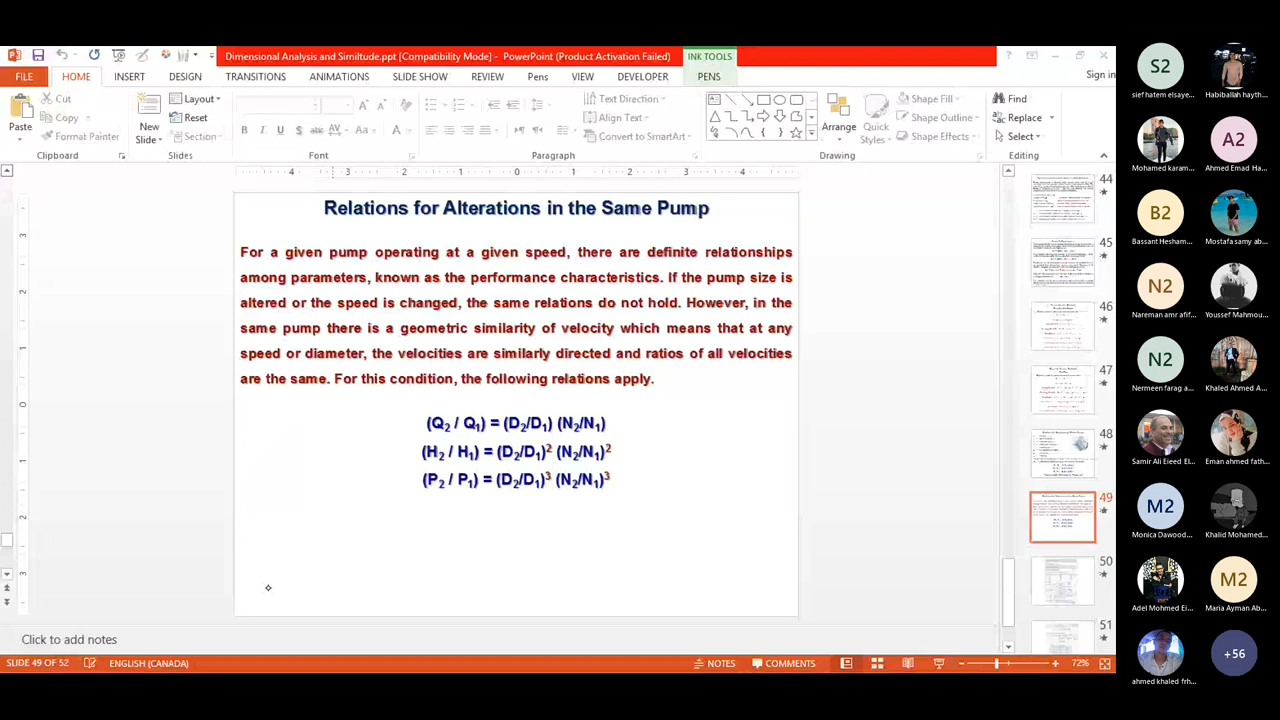 Dimensional Analysis and Similtude.ppt [Compatibility Mode] - PowerPoint (Product Activation Failed)
INK TOOLS
FILE HOME INSERT DESIGN TRANSITIONS ANIMATIONS SLIDE SHOW REVIEW Pens VIEW DEVELOPER PENS
Sign in
Paste
Cut
Copy
Format Painter
Clipboard
New
Slide
Layout
Reset
Section
Slides
Font
Text Direction
Align Text
Convert to SmartArt
Paragraph
Arrange
Quick
Styles
Shape Fill
Shape Outline
Shape Effects
Drawing
Find
Replace
Select
Editing
ns for Alterations in the Same Pump
For a given pump operating at a given speed, there are definite relationships
among parameters shown on the performance characteristics. If the pump size is
altered or the speed is changed, the same relations do not hold. However, in the
same pump there is a geometric similarity of velocity which means that at any
speed or diameter, the velocities are similarly directed and ratios of all velocities
are the same. For this condition, the following relations apply.
(Q2 / Q1) = (D2/D1) (N2/N1)
(H2 / H1) = (D2/D1)2 (N2/N1)2
(P2 / P1) = (D2/D1)3 (N2/N1)3
44
45
46
47
48
49
50
51
Click to add notes
SLIDE 49 OF 52
ENGLISH (CANADA)
NOTES
COMMENTS
72%
S2
sief hatem elsaye...
Habiballah hayth...
Mohamed karam...
A2
Ahmed Emad Ha...
B2
Bassant Hesham...
Mostafa samy ab...
N2
Nareman amr afif...
Youssef Mahmou...
N2
Nermeen farag a...
Khaled Ahmed A...
Samir Ali Eieed El...
Eman ahmed fath...
M2
Monica Dawood...
Khalid Mohamed...
Adel Mohmed Ei...
M2
Maria Ayman Ab...
ahmed khaled frh...
+56